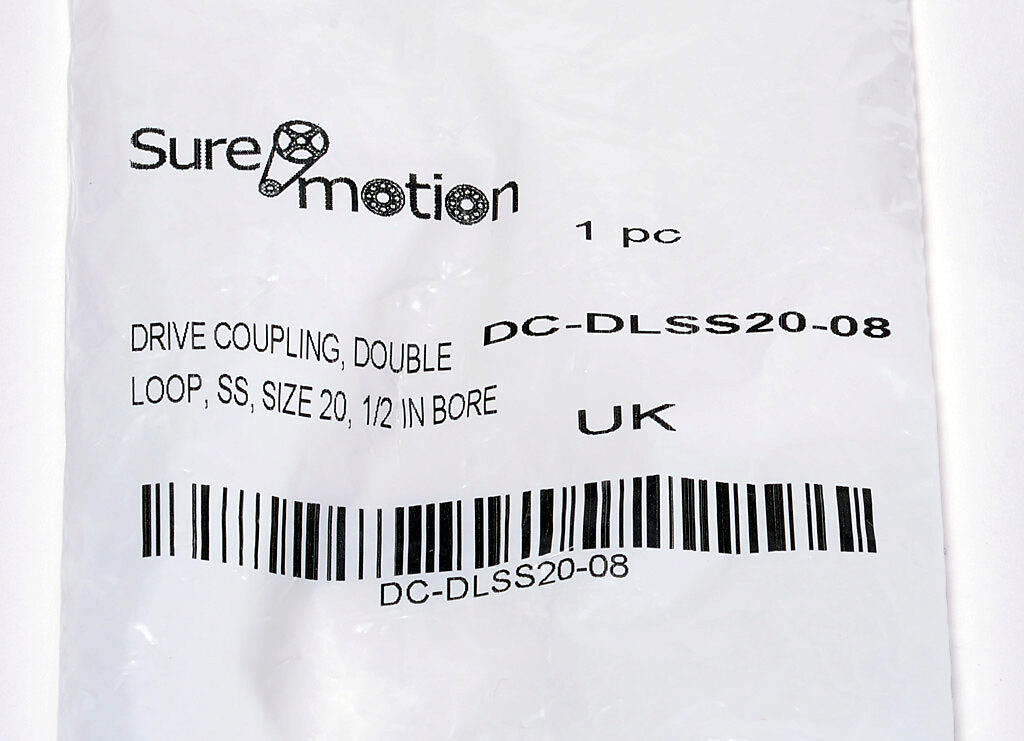 Sure motion
1 pc
DRIVE COUPLING, DOUBLE
LOOP, SS, SIZE 20, 1/2 IN BORE
DC-DLSS20-08
UK
DC-DLSS20-08